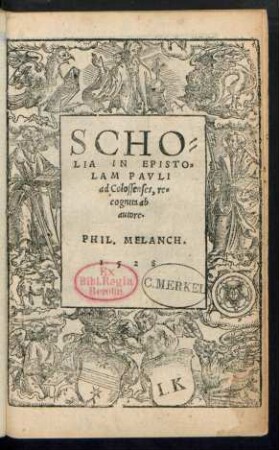 SCHO-
LIA IN EPISTO-
LAM PAVLI
ad Colossenses, re-
cognita ab
autore.
PHIL. MELANCH.
1528
Ex
Bibl. Regia
Berolin
C. MERKEL
I.K